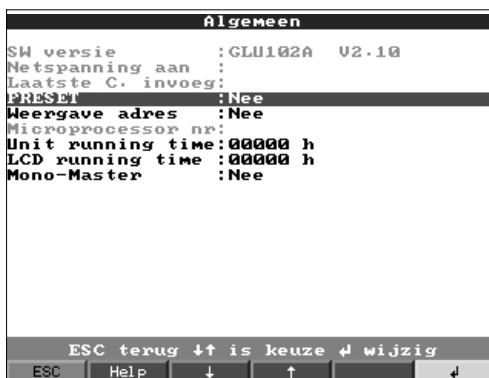 Algemeen
SW versie :GLU102A V2.10
Netspanning aan :
Laatste C. invoeg:
PRESET :Nee
Weergave adres :Nee
Microprocessor nr:
Unit running time:00000 h
LCD running time :00000 h
Mono-Master :Nee
ESC terug ↓↑ is keuze ↲ wijzig
ESC Help ↓ ↑ ↲